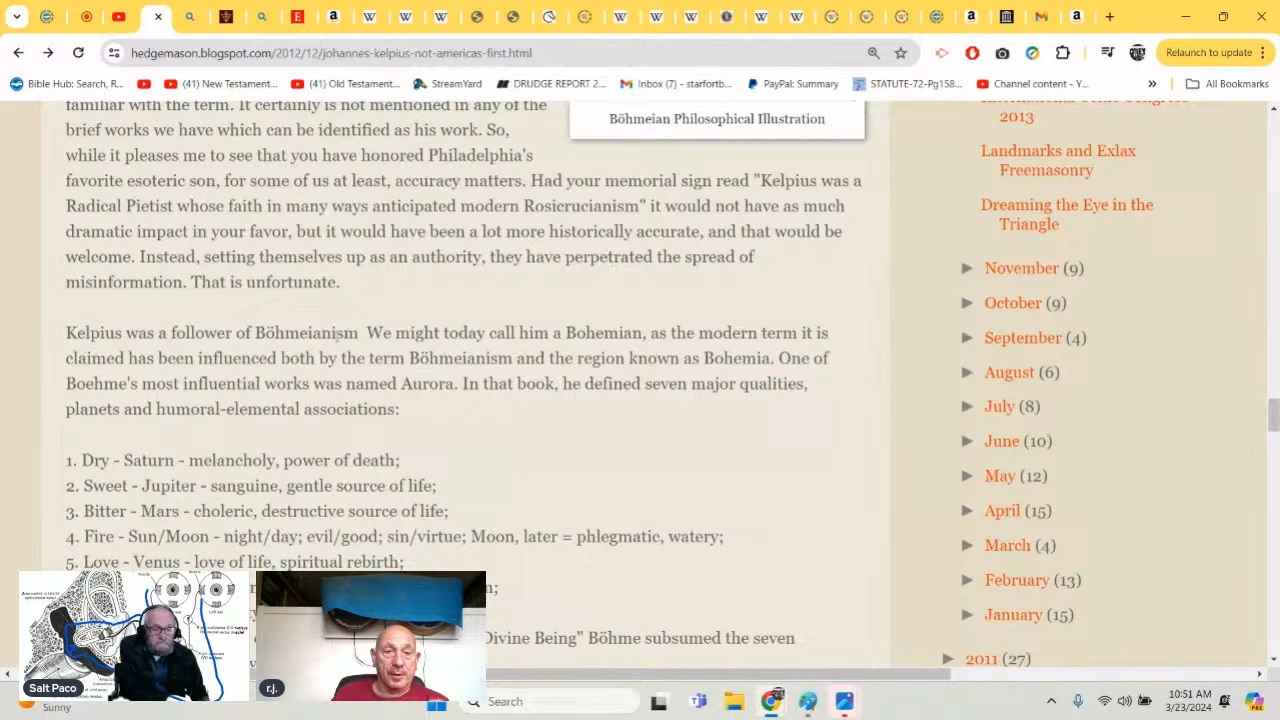 hedgemason.blogspot.com/2012/12/johannes-kelpius-not-americas-first.html
Relaunch to update
Bible Hub: Search, R...
(41) New Testament...
(41) Old Testament...
StreamYard
DRUDGE REPORT 2...
Inbox (7) - starfortb...
PayPal: Summary
STATUTE-72-Pg158...
Channel content - Y...
All Bookmarks
familiar with the term. It certainly is not mentioned in any of the
brief works we have which can be identified as his work. So,
while it pleases me to see that you have honored Philadelphia's
favorite esoteric son, for some of us at least, accuracy matters. Had your memorial sign read "Kelpius was a
Radical Pietist whose faith in many ways anticipated modern Rosicrucianism" it would not have as much
dramatic impact in your favor, but it would have been a lot more historically accurate, and that would be
welcome. Instead, setting themselves up as an authority, they have perpetrated the spread of
misinformation. That is unfortunate.
Böhmeian Philosophical Illustration
Kelpius was a follower of Böhmeianism We might today call him a Bohemian, as the modern term it is
claimed has been influenced both by the term Böhmeianism and the region known as Bohemia. One of
Boehme's most influential works was named Aurora. In that book, he defined seven major qualities,
planets and humoral-elemental associations:
1. Dry - Saturn - melancholy, power of death;
2. Sweet - Jupiter - sanguine, gentle source of life;
3. Bitter - Mars - choleric, destructive source of life;
4. Fire - Sun/Moon - night/day; evil/good; sin/virtue; Moon, later = phlegmatic, watery;
5. Love - Venus - love of life, spiritual rebirth;
Divine Being" Böhme subsumed the seven
2013
Landmarks and Exlax
Freemasonry
Dreaming the Eye in the
Triangle
► November (9)
► October (9)
► September (4)
► August (6)
► July (8)
► June (10)
► May (12)
► April (15)
► March (4)
► February (13)
► January (15)
► 2011 (27)
Salt Paco
r.j.
Sunny
Search
10:51 AM
3/23/2024